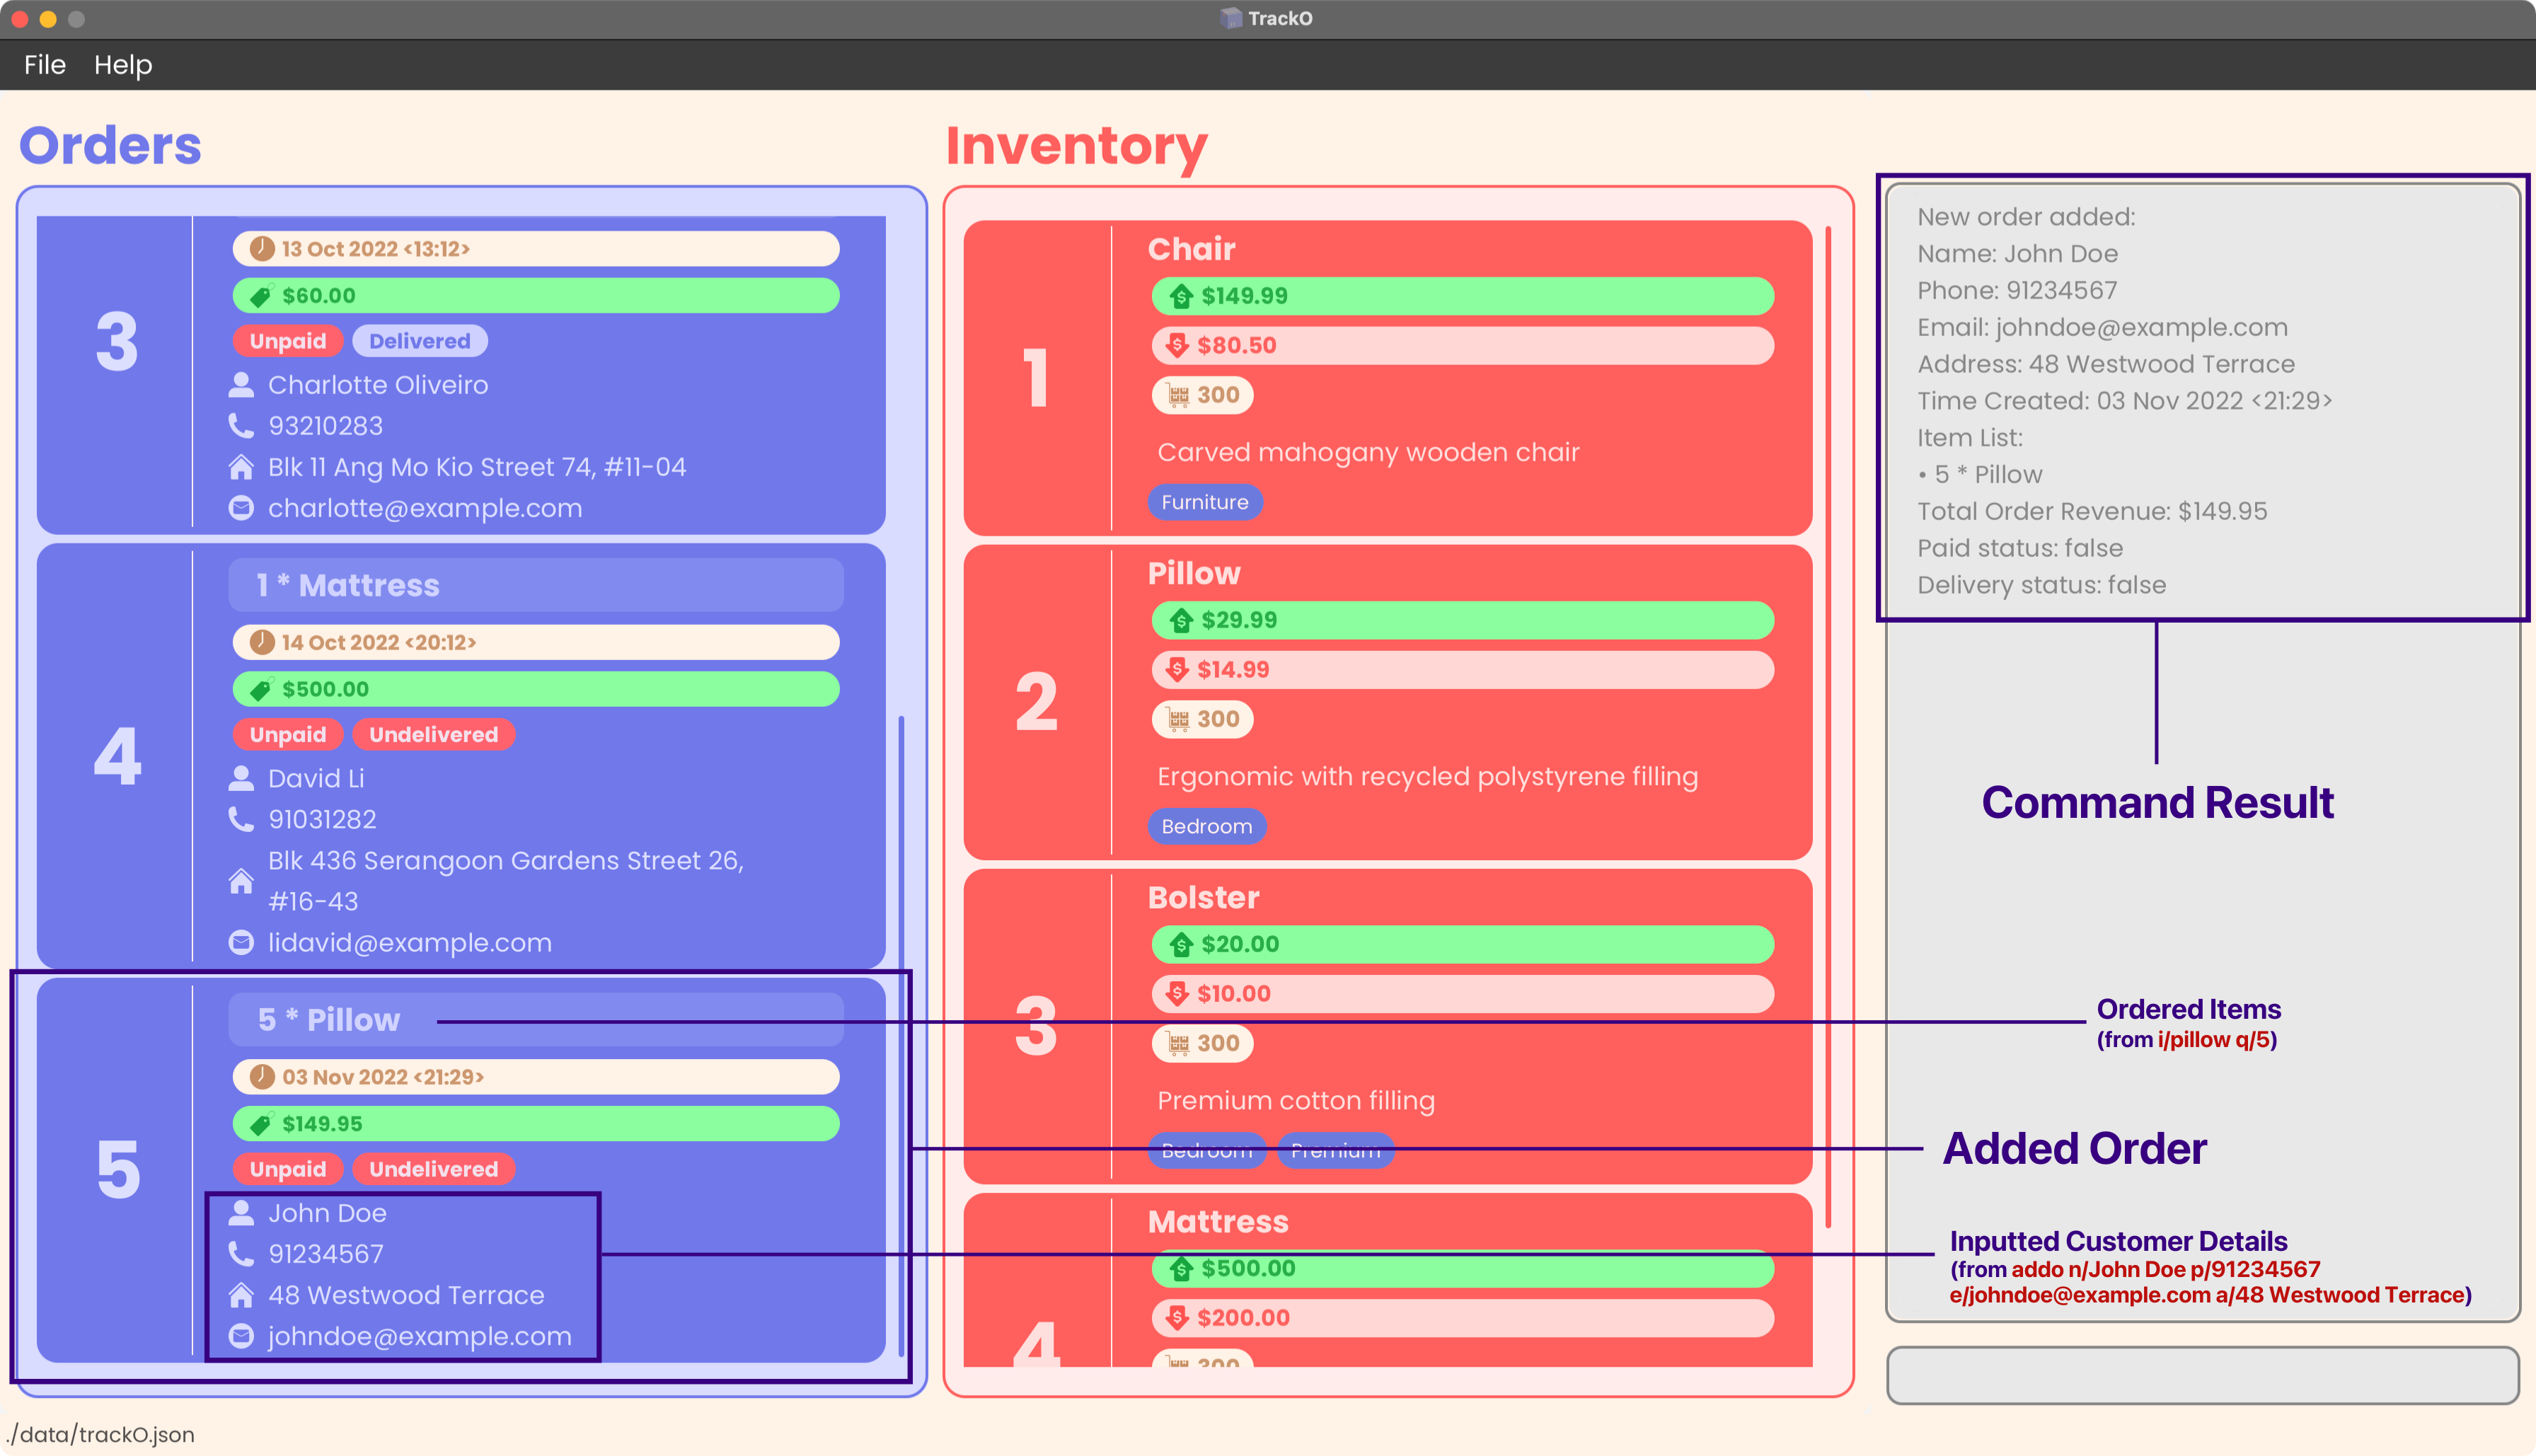 TrackO
File Help
Orders
3
13 Oct 2022 <13:12>
$60.00
Unpaid Delivered
Charlotte Oliveiro
93210283
Blk 11 Ang Mo Kio Street 74, #11-04
charlotte@example.com
4
1 * Mattress
14 Oct 2022 <20:12>
$500.00
Unpaid Undelivered
David Li
91031282
Blk 436 Serangoon Gardens Street 26,
#16-43
lidavid@example.com
5
5 * Pillow
03 Nov 2022 <21:29>
$149.95
Unpaid Undelivered
John Doe
91234567
48 Westwood Terrace
johndoe@example.com
Inventory
1
Chair
$149.99
$80.50
300
Carved mahogany wooden chair
Furniture
2
Pillow
$29.99
$14.99
300
Ergonomic with recycled polystyrene filling
Bedroom
3
Bolster
$20.00
$10.00
300
Premium cotton filling
Bedroom Premium
4
Mattress
$500.00
$200.00
300
New order added:
Name: John Doe
Phone: 91234567
Email: johndoe@example.com
Address: 48 Westwood Terrace
Time Created: 03 Nov 2022 <21:29>
Item List:
• 5 * Pillow
Total Order Revenue: $149.95
Paid status: false
Delivery status: false
Command Result
Ordered Items
(from i/pillow q/5)
Added Order
Inputted Customer Details
(from addo n/John Doe p/91234567
e/johndoe@example.com a/48 Westwood Terrace)
./data/trackO.json